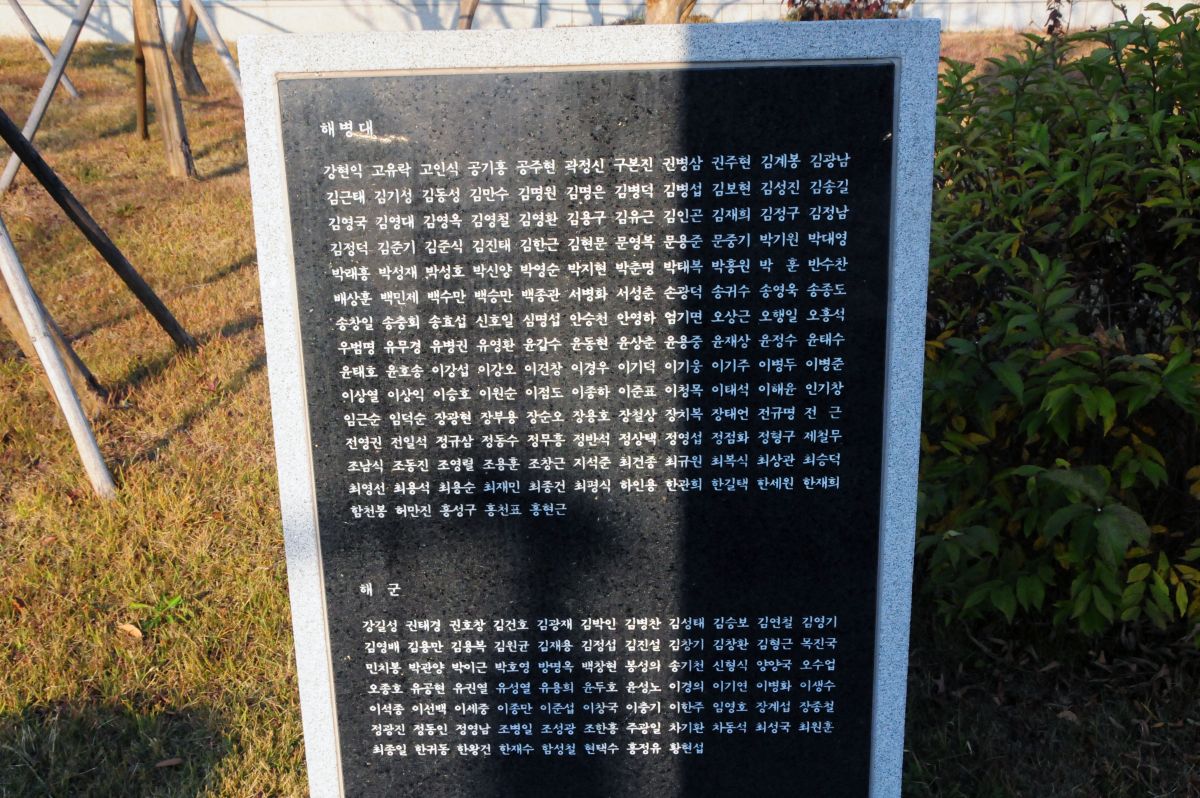 해병대
강현익 고유락 고인식 공기흥 공주현 곽정신 구본진 권병삼 권주현 김계봉 김광남
김근태 김기성 김동성 김만수 김명원 김명은 김병덕 김병섭 김보현 김성진 김송길
김영국 김영대 김영옥 김영철 김영환 김용구 김유근 김인곤 김재희 김정구 김정남
김정덕 김준기 김준식 김진태 김한근 김현문 문영복 문용준 문중기 박기원 박대영
박래흥 박성재 박성호 박신양 박영순 박지현 박춘명 박태복 박흥원 박 훈 반수찬
배상훈 백민제 백수만 백승만 백종관 서병화 서성춘 손광덕 송귀수 송영욱 송종도
송창일 송충희 송효섭 신호일 심명섭 안승천 안영하 엄기면 오상근 오행일 오흥석
우범명 유무경 유병권 유영환 윤갑수 윤동현 윤상춘 윤용중 윤재상 윤정수 윤태수
윤태호 윤호송 이강섭 이강오 이건창 이경우 이기덕 이기웅 이기주 이병두 이병준
이상열 이상익 이승호 이원순 이점도 이종하 이준표 이청목 이태석 이해윤 인기창
임근순 임덕순 장광현 장부용 장순오 장용호 장철상 장치복 장태언 전규명 전 근
전영권 전일석 정규삼 정동수 정무흥 정반석 정상택 정영섭 정점화 정형구 제철무
조남식 조동진 조영렬 조용훈 조창근 지석준 최건종 최규원 최복식 최상관 최승덕
최영선 최용석 최용순 최재민 최종건 최평식 하인용 한관희 한길택 한세원 한재희
함천봉 허만진 홍성구 홍천표 홍현근
해 군
강길성 권태경 권호창 김건호 김광재 김박인 김병찬 김성태 김승보 김연철 김영기
김영배 김용만 김용복 김원균 김재용 김정섭 김진설 김창기 김창환 김형근 목진국
민치봉 박관양 박이근 박호영 방명옥 백창현 봉성의 송기천 신형식 양양국 오수업
오종호 유공현 유긴열 유성열 유용희 윤두호 윤성노 이경의 이기연 이병화 이생수
이석종 이선백 이세중 이종만 이준섭 이창국 이충기 이한주 임영호 장계섭 장종철
정광진 정동인 정영남 조병일 조성광 조한흥 주광일 차기환 차동석 최성국 최원훈
최종일 한귀동 한왕건 한재수 함성철 현택수 홍정유 황현섭